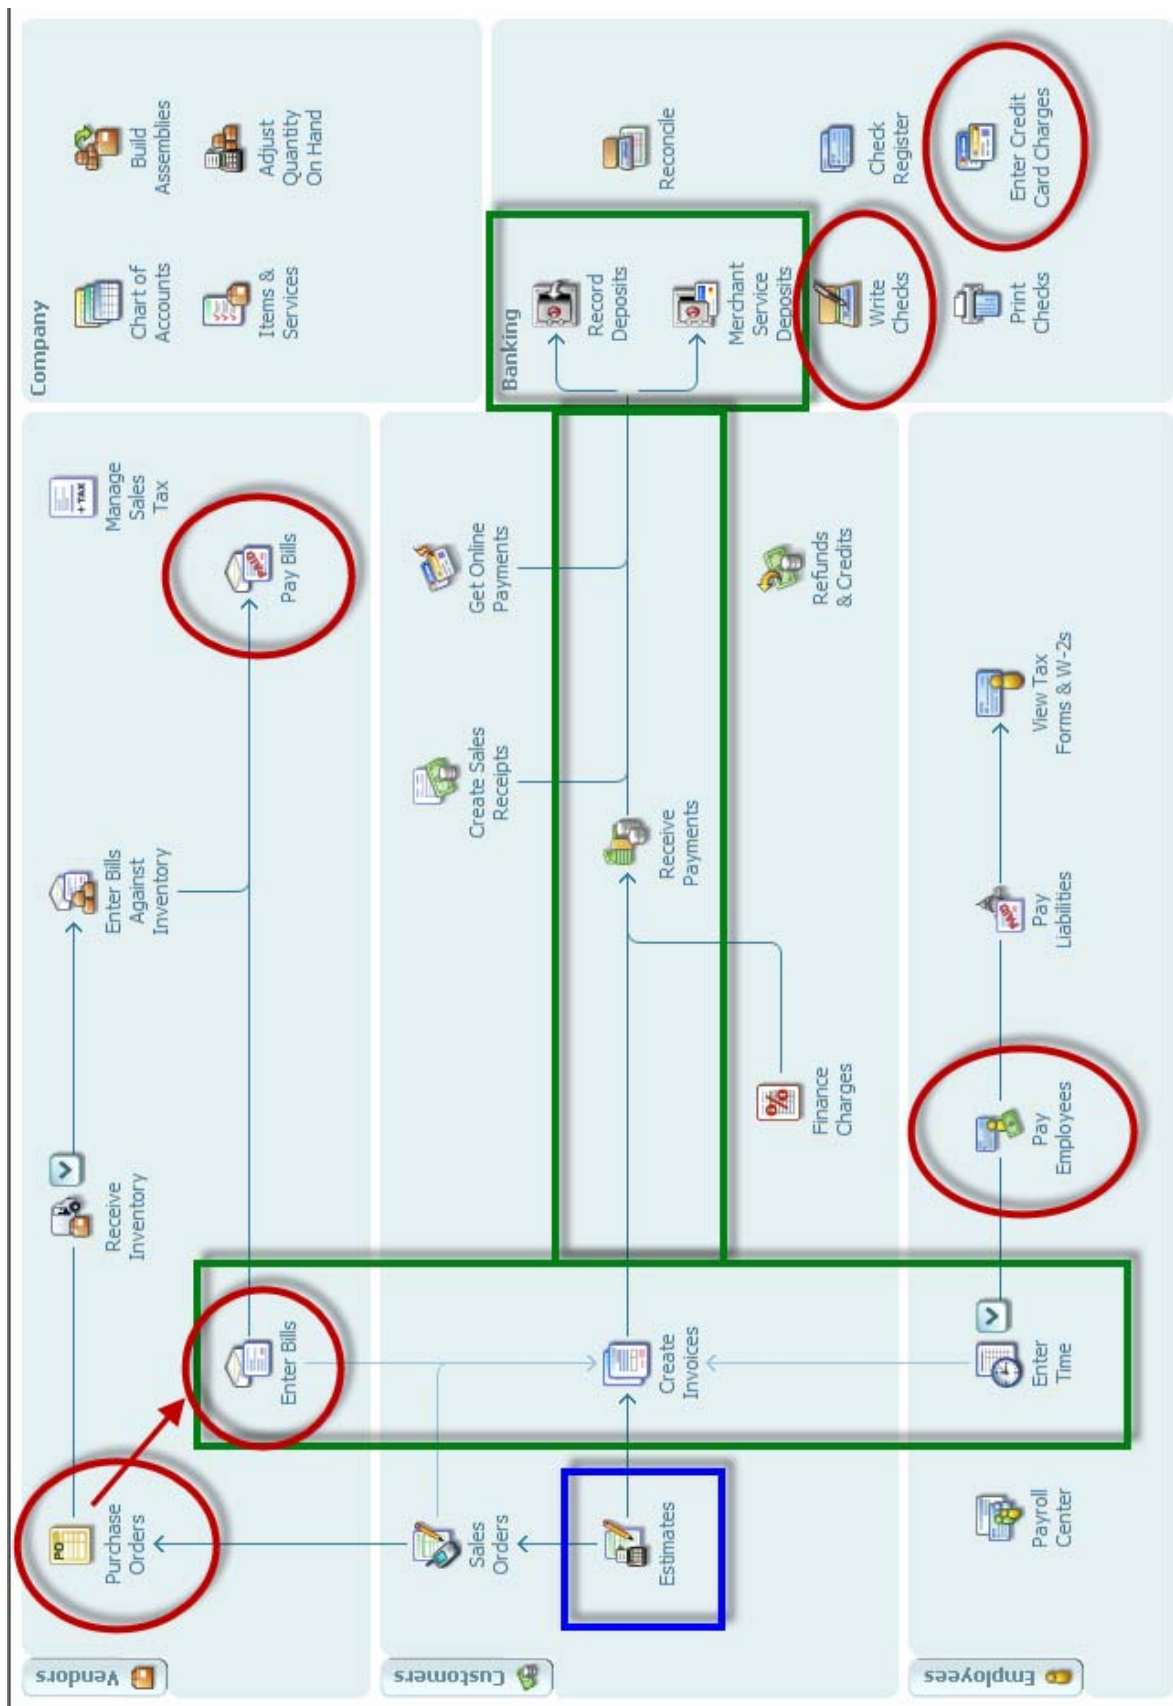 Vendors
PO
Purchase
Orders
Receive
Inventory
Enter Bills
Against
Inventory
+ TAX
Manage
Sales
Tax
Enter Bills
PAID
Pay Bills
Customers
Sales
Orders
Create Sales
Receipts
Get Online
Payments
Estimates
Create
Invoices
Receive
Payments
%
Finance
Charges
Refunds
& Credits
Employees
Payroll
Center
Enter
Time
Pay
Employees
PAID
Pay
Liabilities
View Tax
Forms & W-2s
Company
Chart of
Accounts
Build
Assemblies
Items &
Services
Adjust
Quantity
On Hand
Banking
Record
Deposits
Reconcile
Merchant
Service
Deposits
Write
Checks
Check
Register
Print
Checks
Enter Credit
Card Charges